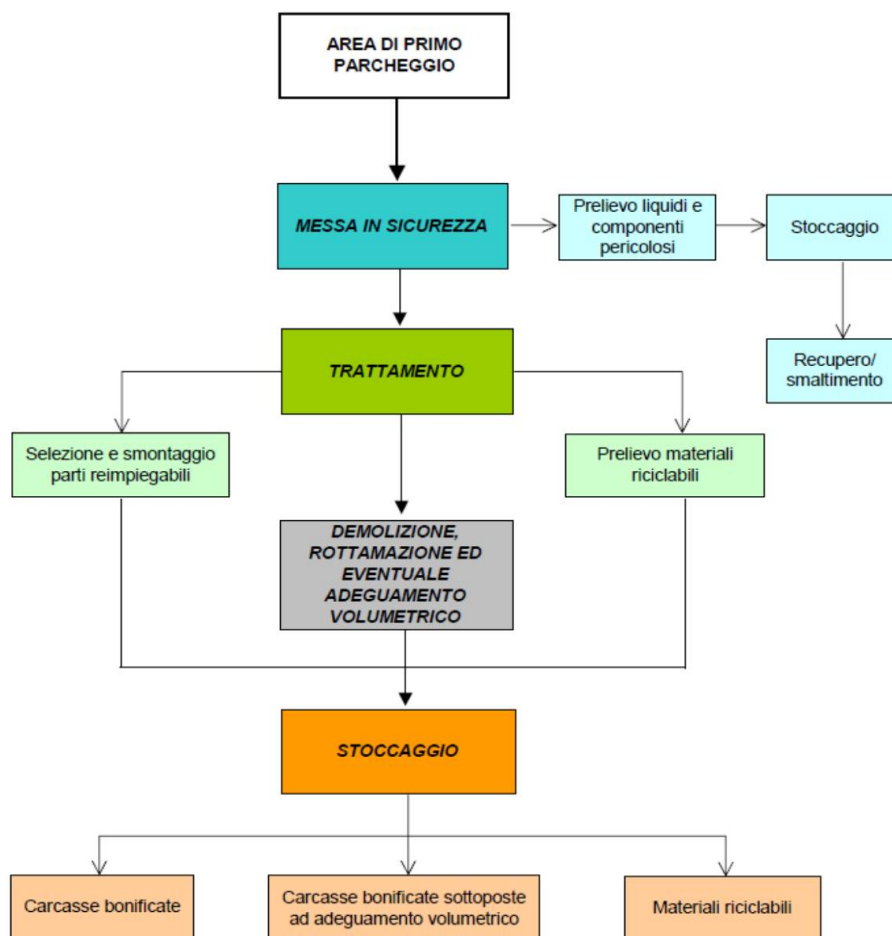 AREA DI PRIMO
PARCHEGGIO
MESSA IN SICUREZZA
Prelievo liquidi e
componenti
pericolosi
Stoccaggio
Recupero/
smaltimento
TRATTAMENTO
Selezione e smontaggio
parti reimpiegabili
Prelievo materiali
riciclabili
DEMOLIZIONE,
ROTTAMAZIONE ED
EVENTUALE
ADEGUAMENTO
VOLUMETRICO
STOCCAGGIO
Carcasse bonificate
Carcasse bonificate sottoposte
ad adeguamento volumetrico
Materiali riciclabili